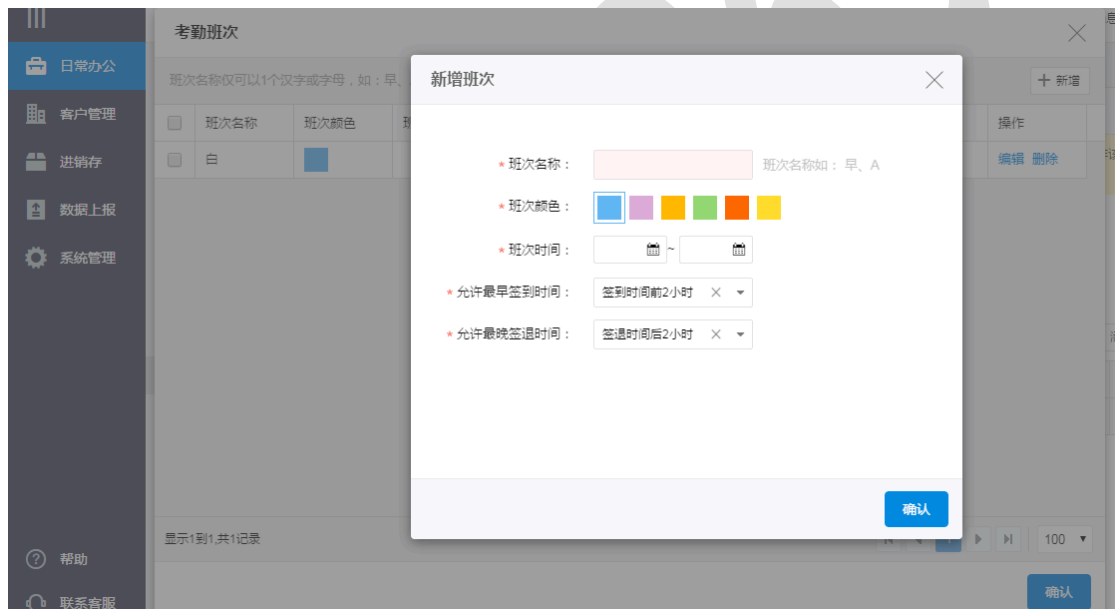 考勤班次
日常办公
客户管理
进销存
数据上报
系统管理
帮助
联系客服
班次名称仅可以1个汉字或字母，如：早、
新增
班次名称
班次颜色
操作
白
编辑 删除
新增班次
* 班次名称：
班次名称如：早、A
* 班次颜色：
* 班次时间：
~
* 允许最早签到时间：
签到时间前2小时
* 允许最晚签退时间：
签退时间后2小时
确认
显示1到1,共1记录
100
确认